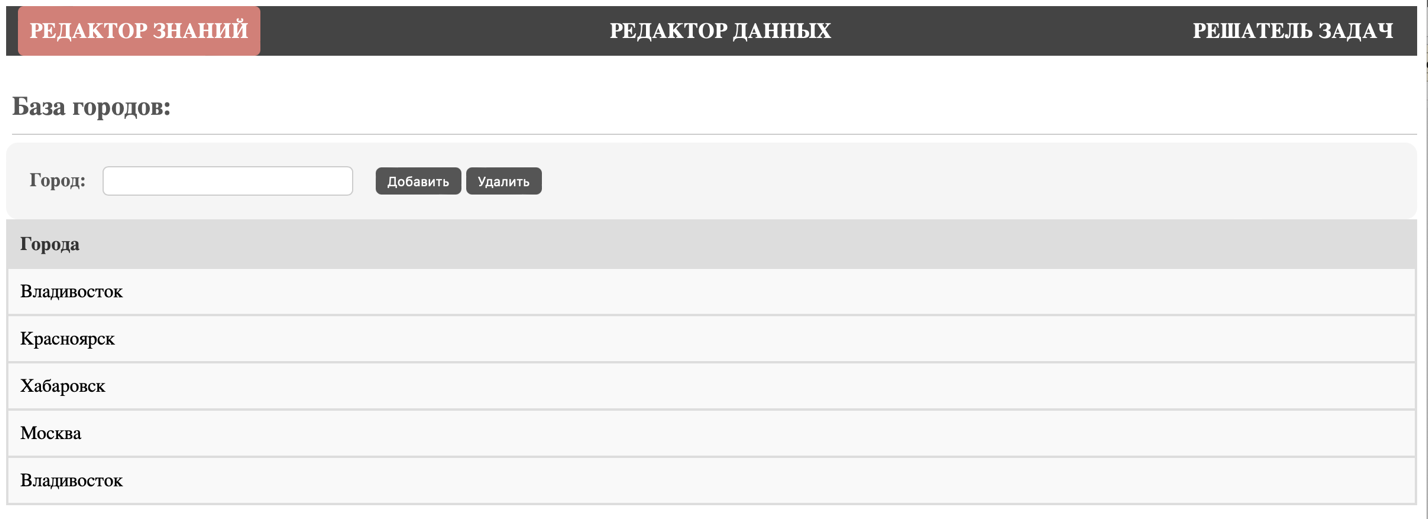 РЕДАКТОР ЗНАНИЙ РЕДАКТОР ДАННЫХ РЕШАТЕЛЬ ЗАДАЧ
База городов:
Город: Добавить Удалить
Города
Владивосток
Красноярск
Хабаровск
Москва
Владивосток